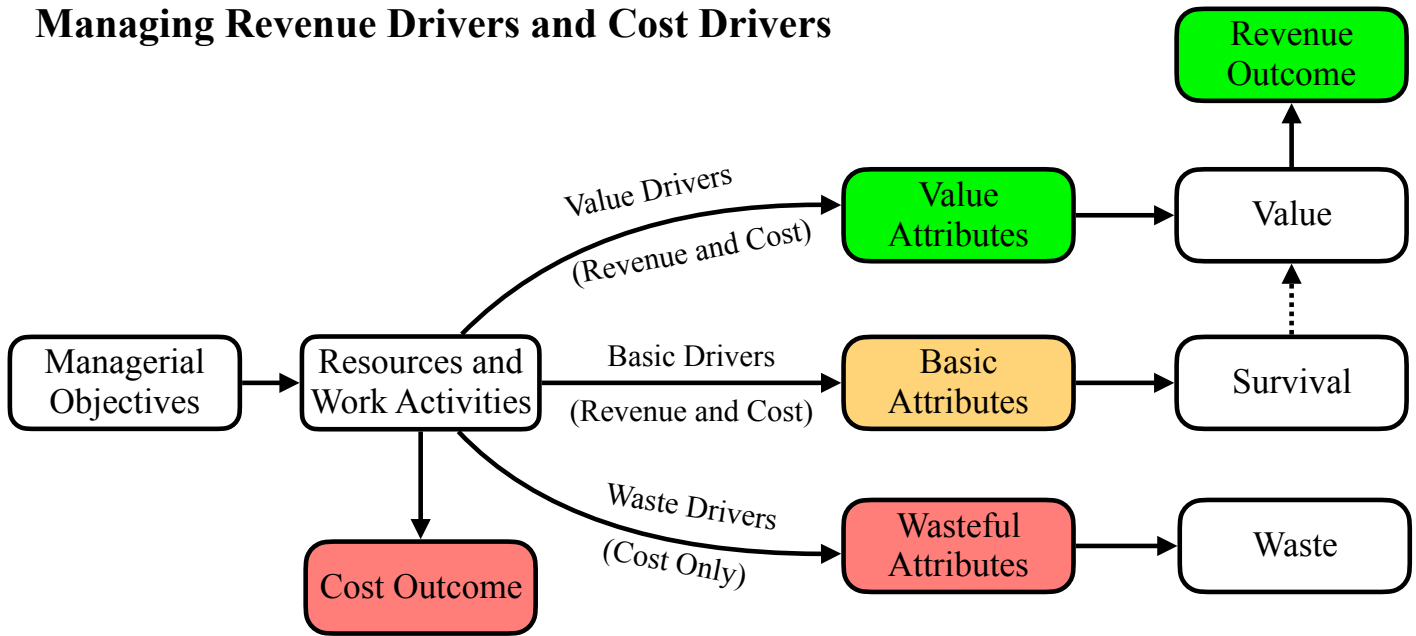 Managing Revenue Drivers and Cost Drivers
Revenue
Outcome
Value Drivers
(Revenue and Cost)
Value
Attributes
Value
Managerial
Objectives
Resources and
Work Activities
Basic Drivers
(Revenue and Cost)
Basic
Attributes
Survival
Waste Drivers
(Cost Only)
Wasteful
Attributes
Waste
Cost Outcome